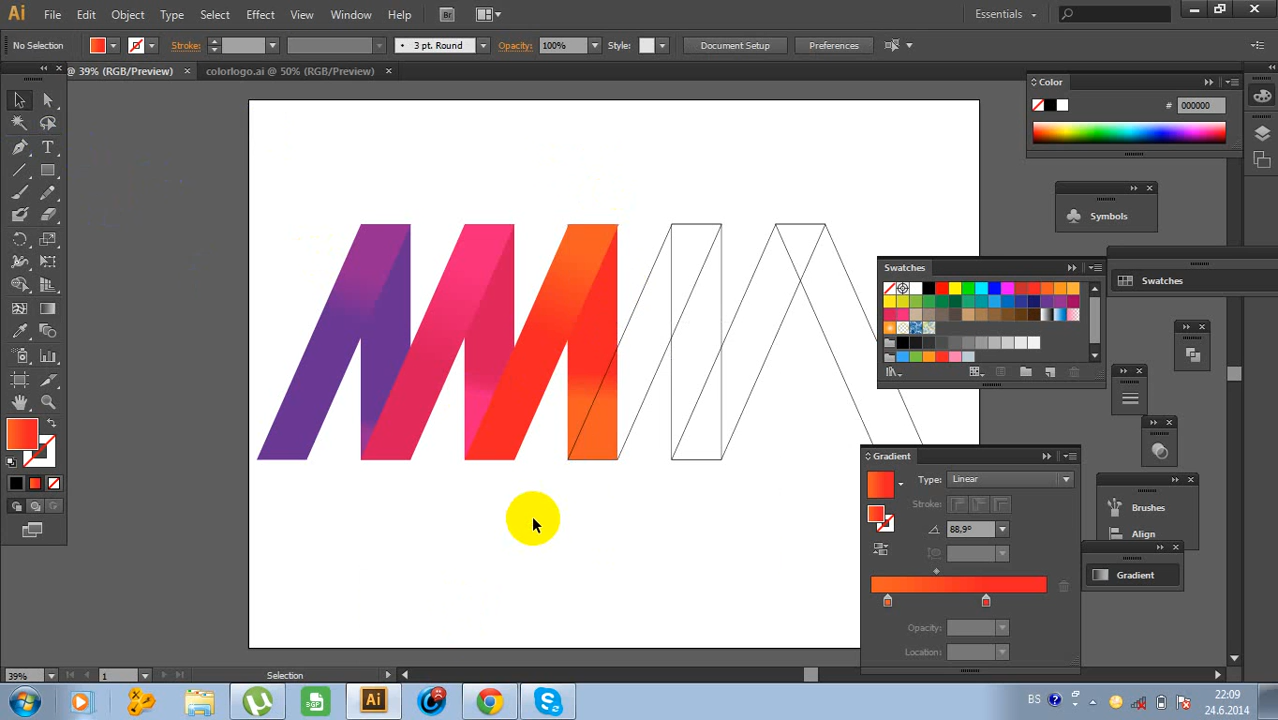 Ai File Edit Object Type Select Effect View Window Help Br Essentials
No Selection Stroke: 3 pt. Round Opacity: 100% Style: Document Setup Preferences
@ 39% (RGB/Preview) × colorlogo.ai @ 50% (RGB/Preview) ×
Color
# 000000
Symbols
Swatches
Swatches
Gradient
Type: Linear
Stroke:
88,9°
Opacity:
Location:
Brushes
Align
Gradient
39% 1 Selection
Ai BS 22:09
24.6.2014